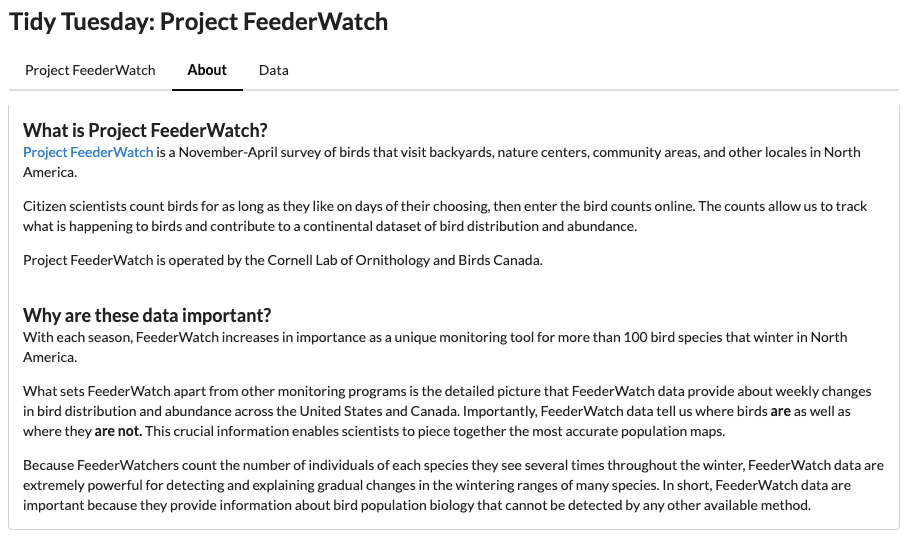 Tidy Tuesday: Project FeederWatch
Project FeederWatch
About
Data
What is Project FeederWatch?
Project FeederWatch is a November-April survey of birds that visit backyards, nature centers, community areas, and other locales in North
America.
Citizen scientists count birds for as long as they like on days of their choosing, then enter the bird counts online. The counts allow us to track
what is happening to birds and contribute to a continental dataset of bird distribution and abundance.
Project FeederWatch is operated by the Cornell Lab of Ornithology and Birds Canada.
Why are these data important?
With each season, FeederWatch increases in importance as a unique monitoring tool for more than 100 bird species that winter in North
America.
What sets FeederWatch apart from other monitoring programs is the detailed picture that FeederWatch data provide about weekly changes
in bird distribution and abundance across the United States and Canada. Importantly, FeederWatch data tell us where birds are as well as
where they are not. This crucial information enables scientists to piece together the most accurate population maps.
Because FeederWatchers count the number of individuals of each species they see several times throughout the winter, FeederWatch data are
extremely powerful for detecting and explaining gradual changes in the wintering ranges of many species. In short, FeederWatch data are
important because they provide information about bird population biology that cannot be detected by any other available method.